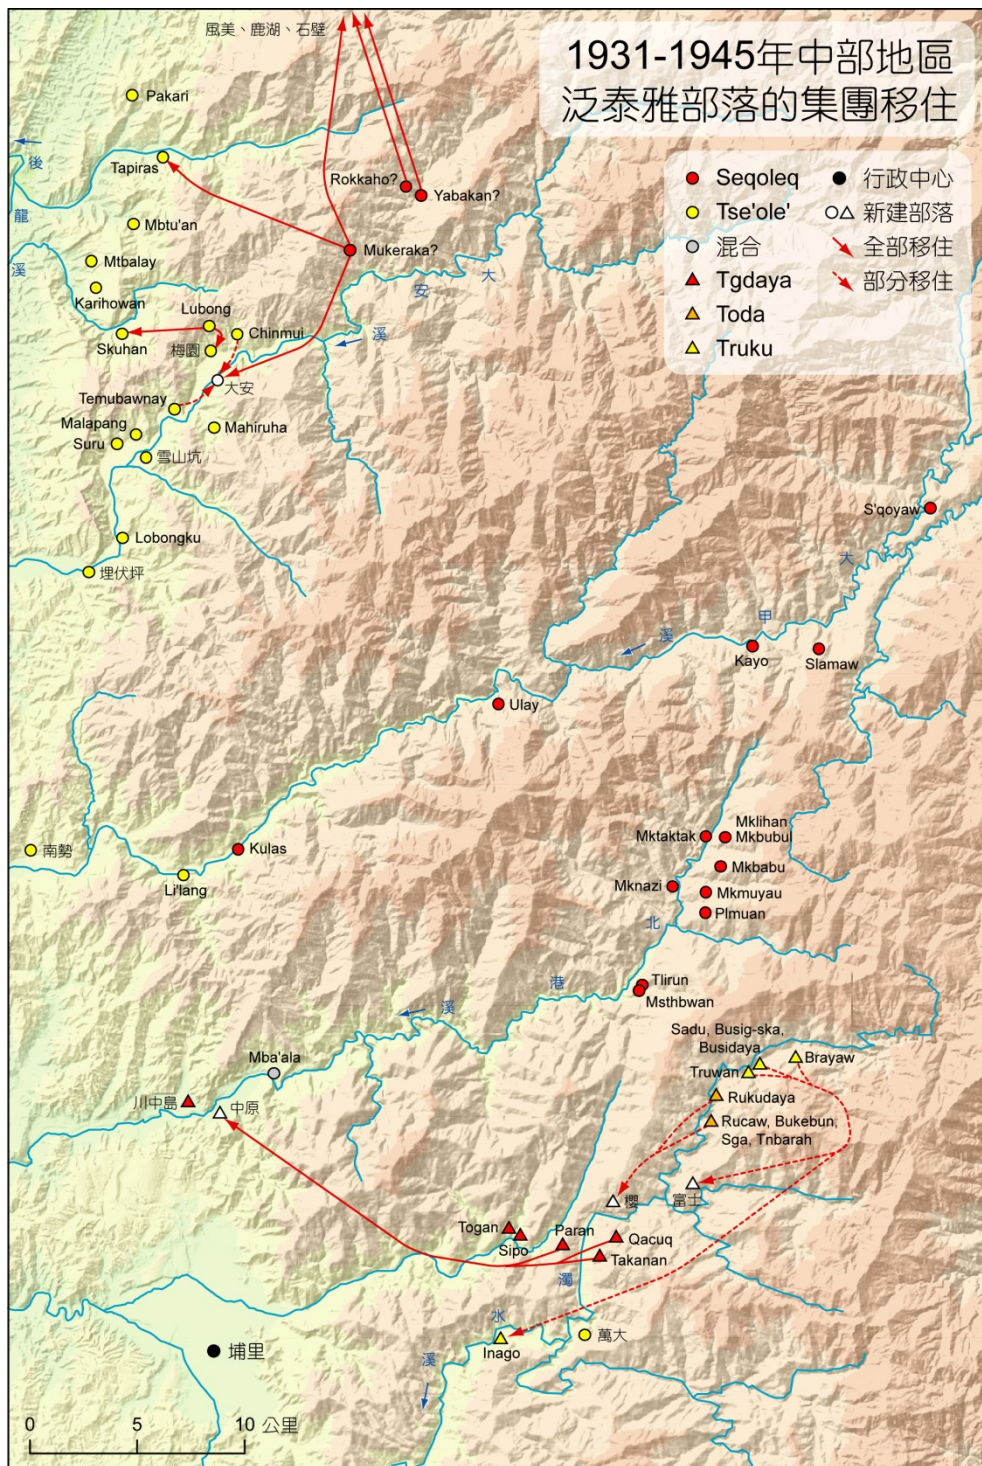 風美、鹿湖、石壁
1931-1945年中部地區
泛泰雅部落的集團移住
Seqoleq
Tse'ole'
混合
Tgdaya
Toda
Truku
行政中心
新建部落
全部移住
部分移住
Pakari
後
龍
溪
Tapiras
Rokkaho?
Yabakan?
Mbtu'an
Mukeraka?
Mtbalay
Karihowan
大
安
溪
Lubong
Chinmui
Skuhan
梅園
大安
Temubawnay
Malapang
Mahiruha
Suru
雪山坑
S'qoyaw
Lobongku
埋伏坪
大
甲
溪
Kayo
Slamaw
Ulay
Mklihan
Mktaktak
Mkbubul
南勢
Kulas
Mkbabu
Li'lang
Mknazi
Mkmuyau
Plmuan
北
港
溪
Tlirun
Msthbwan
Sadu, Busig-ska,
Busidaya
Brayaw
Mba'ala
Truwan
川中島
中原
Rukudaya
Rucaw, Bukebun,
Sga, Tnbarah
櫻
富士
Togan
Sipo
Paran
Qacuq
Takanan
濁
水
溪
Inago
萬大
埔里
0
5
10 公里